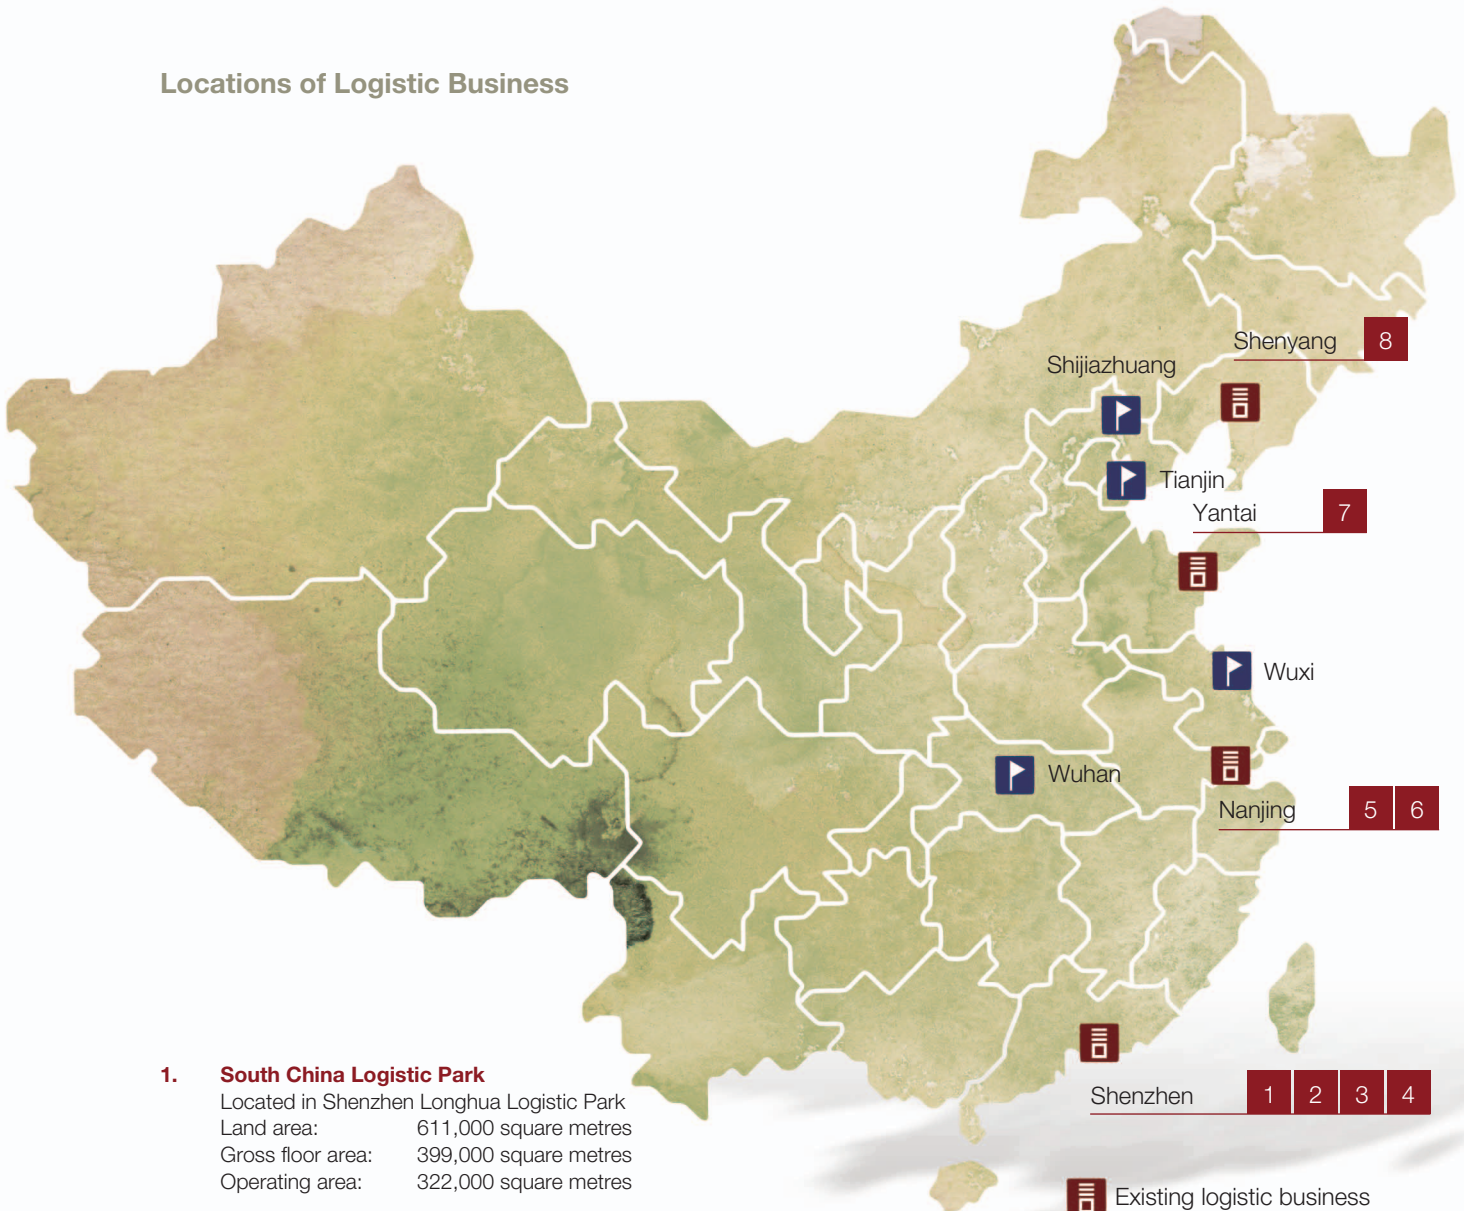 Locations of Logistic Business
Shenyang 8
Shijiazhuang
Tianjin
Yantai 7
Wuxi
Wuhan
Nanjing 5 6
Shenzhen 1 2 3 4
1. South China Logistic Park
Located in Shenzhen Longhua Logistic Park
Land area: 611,000 square metres
Gross floor area: 399,000 square metres
Operating area: 322,000 square metres
Existing logistic business